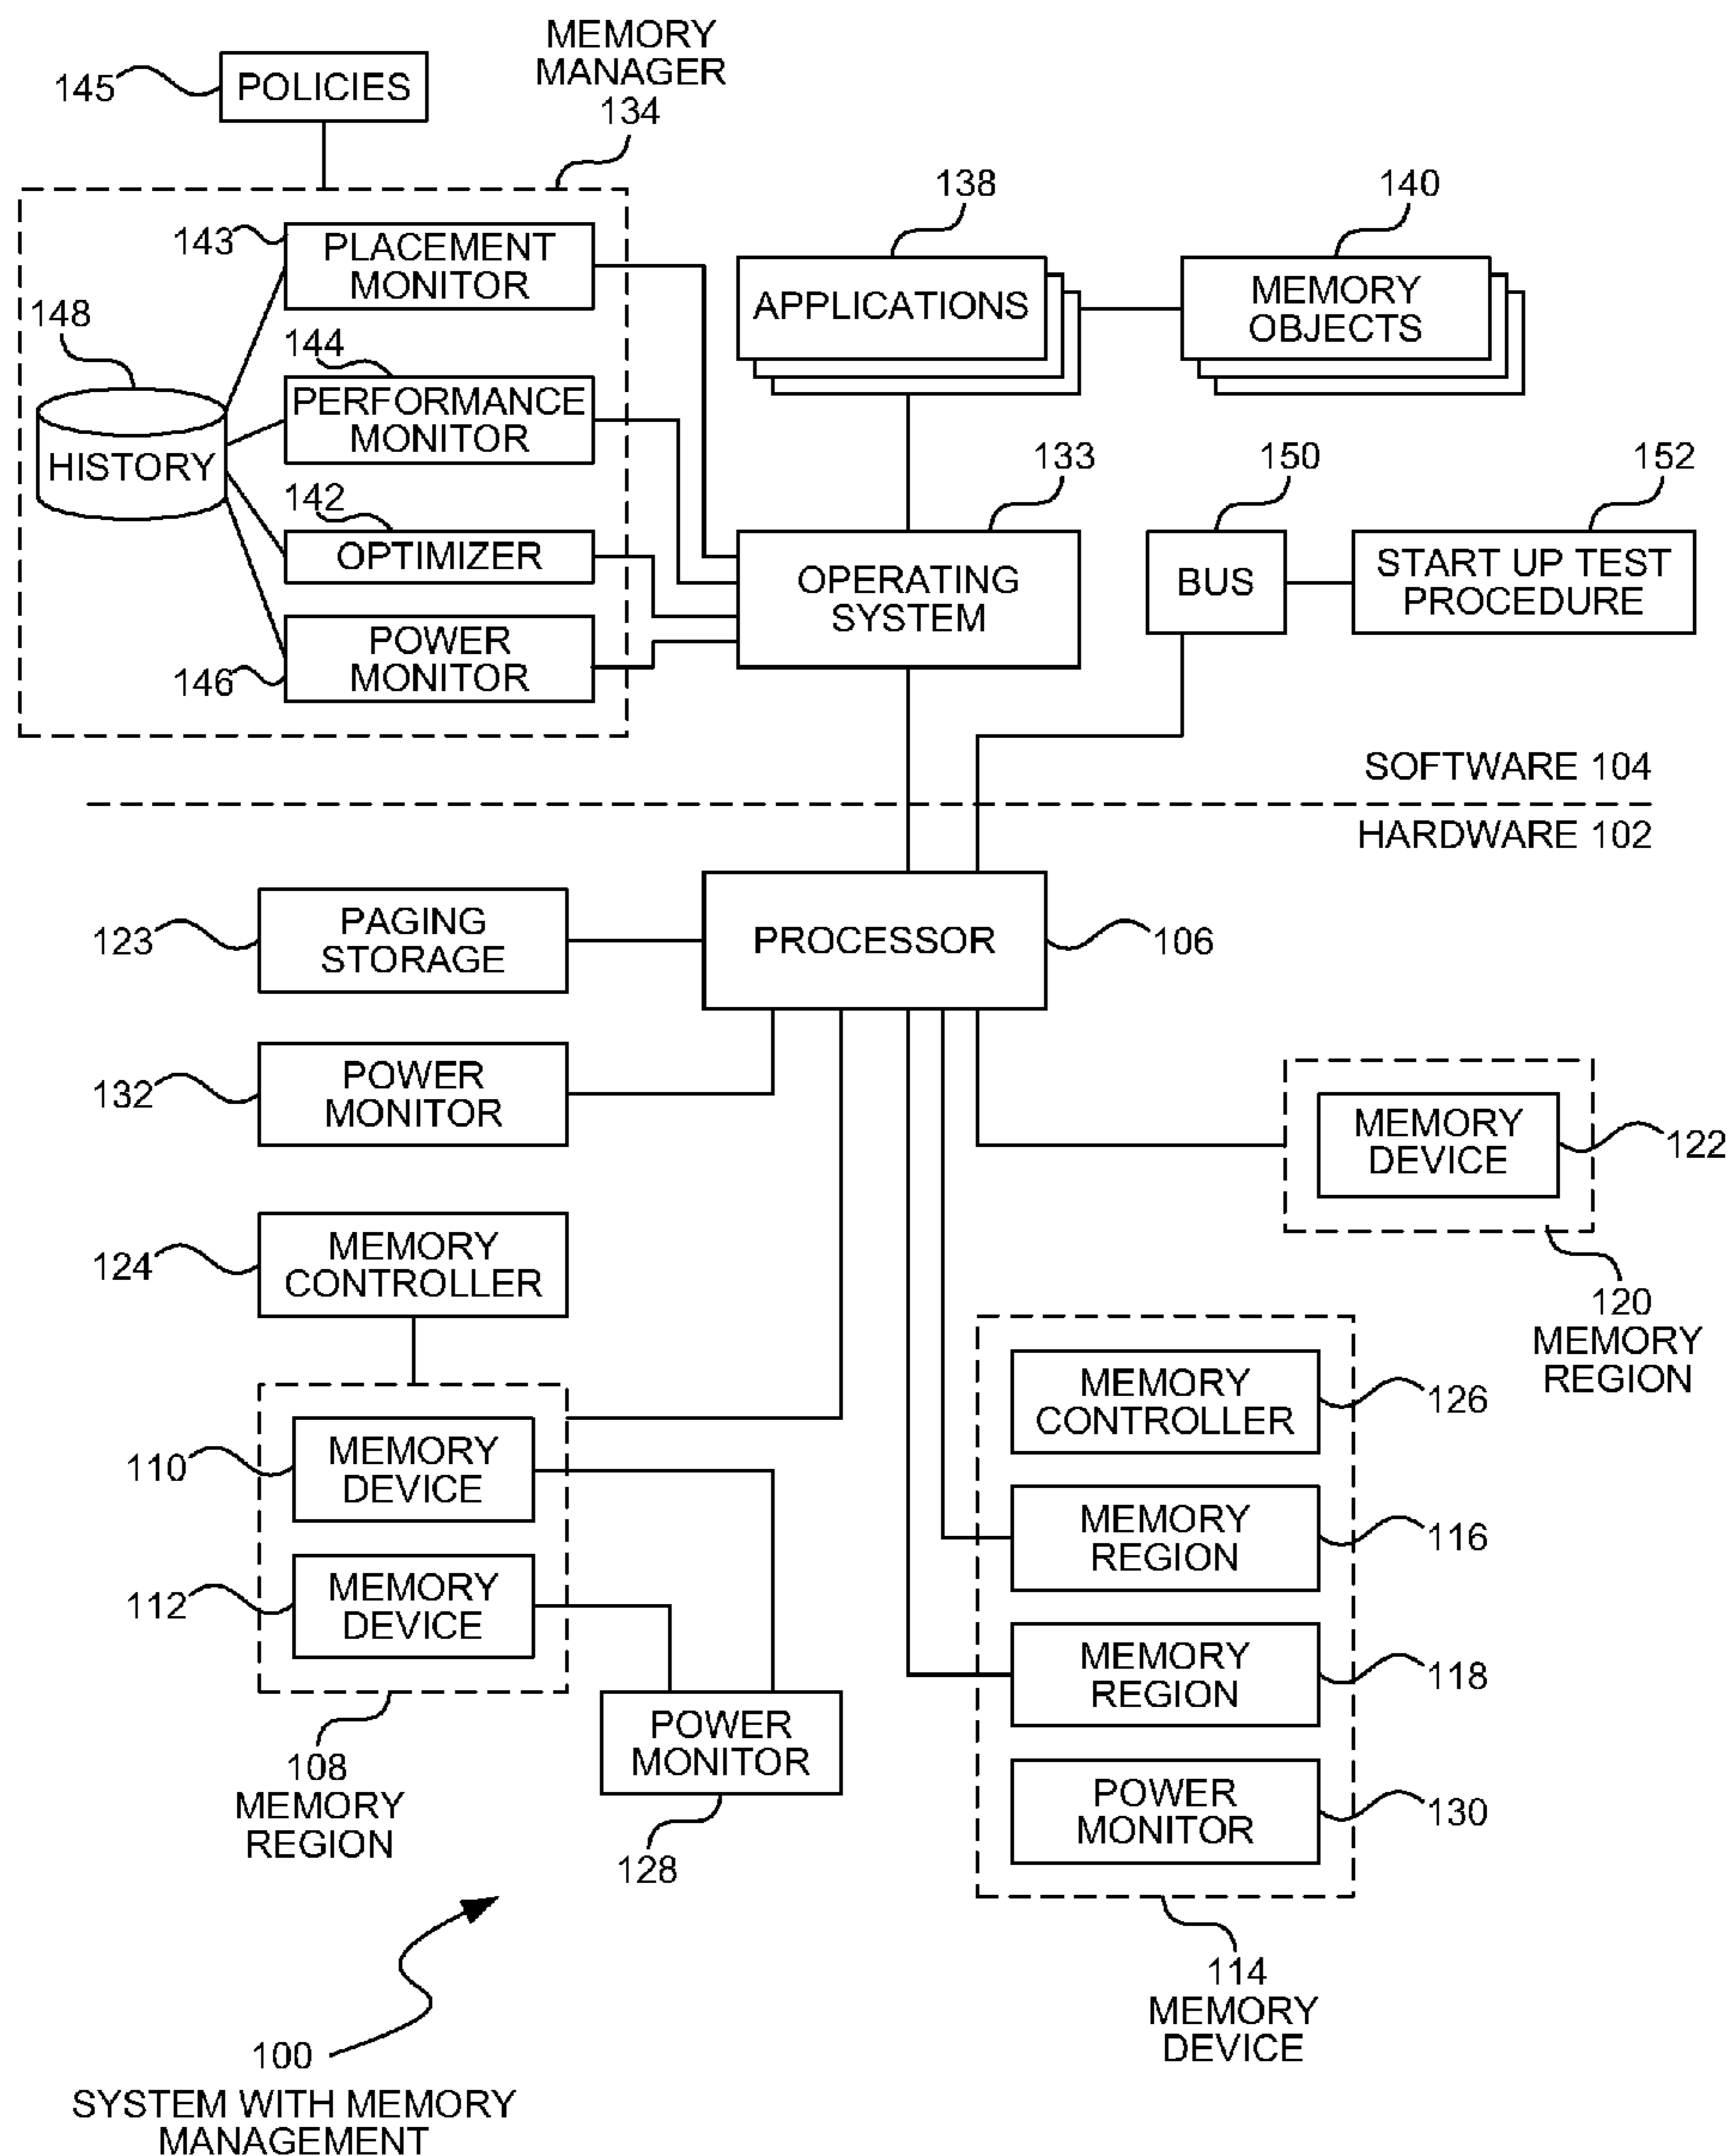 MEMORY
MANAGER
134
145
POLICIES
138
140
143
PLACEMENT
MONITOR
APPLICATIONS
MEMORY
OBJECTS
148
144
PERFORMANCE
MONITOR
HISTORY
133
150
152
142
OPTIMIZER
OPERATING
SYSTEM
BUS
START UP TEST
PROCEDURE
146
POWER
MONITOR
SOFTWARE 104
HARDWARE 102
123
PAGING
STORAGE
PROCESSOR
106
132
POWER
MONITOR
MEMORY
DEVICE
122
124
MEMORY
CONTROLLER
120
MEMORY
REGION
MEMORY
CONTROLLER
126
110
MEMORY
DEVICE
MEMORY
REGION
116
112
MEMORY
DEVICE
MEMORY
REGION
118
108
MEMORY
REGION
POWER
MONITOR
128
POWER
MONITOR
130
114
MEMORY
DEVICE
100
SYSTEM WITH MEMORY
MANAGEMENT